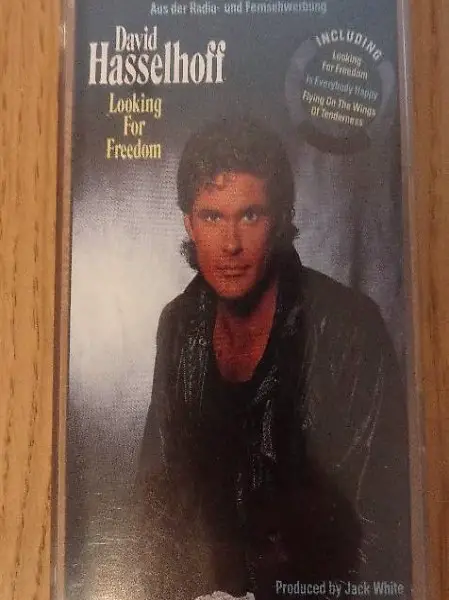 Aus der Radio- und Fernsehwerbung
David
Hasselhoff
Looking
For
Freedom
INCLUDING
Looking
For Freedom
Is Everybody Happy
Flying On The Wings
Of Tenderness
Produced by Jack White